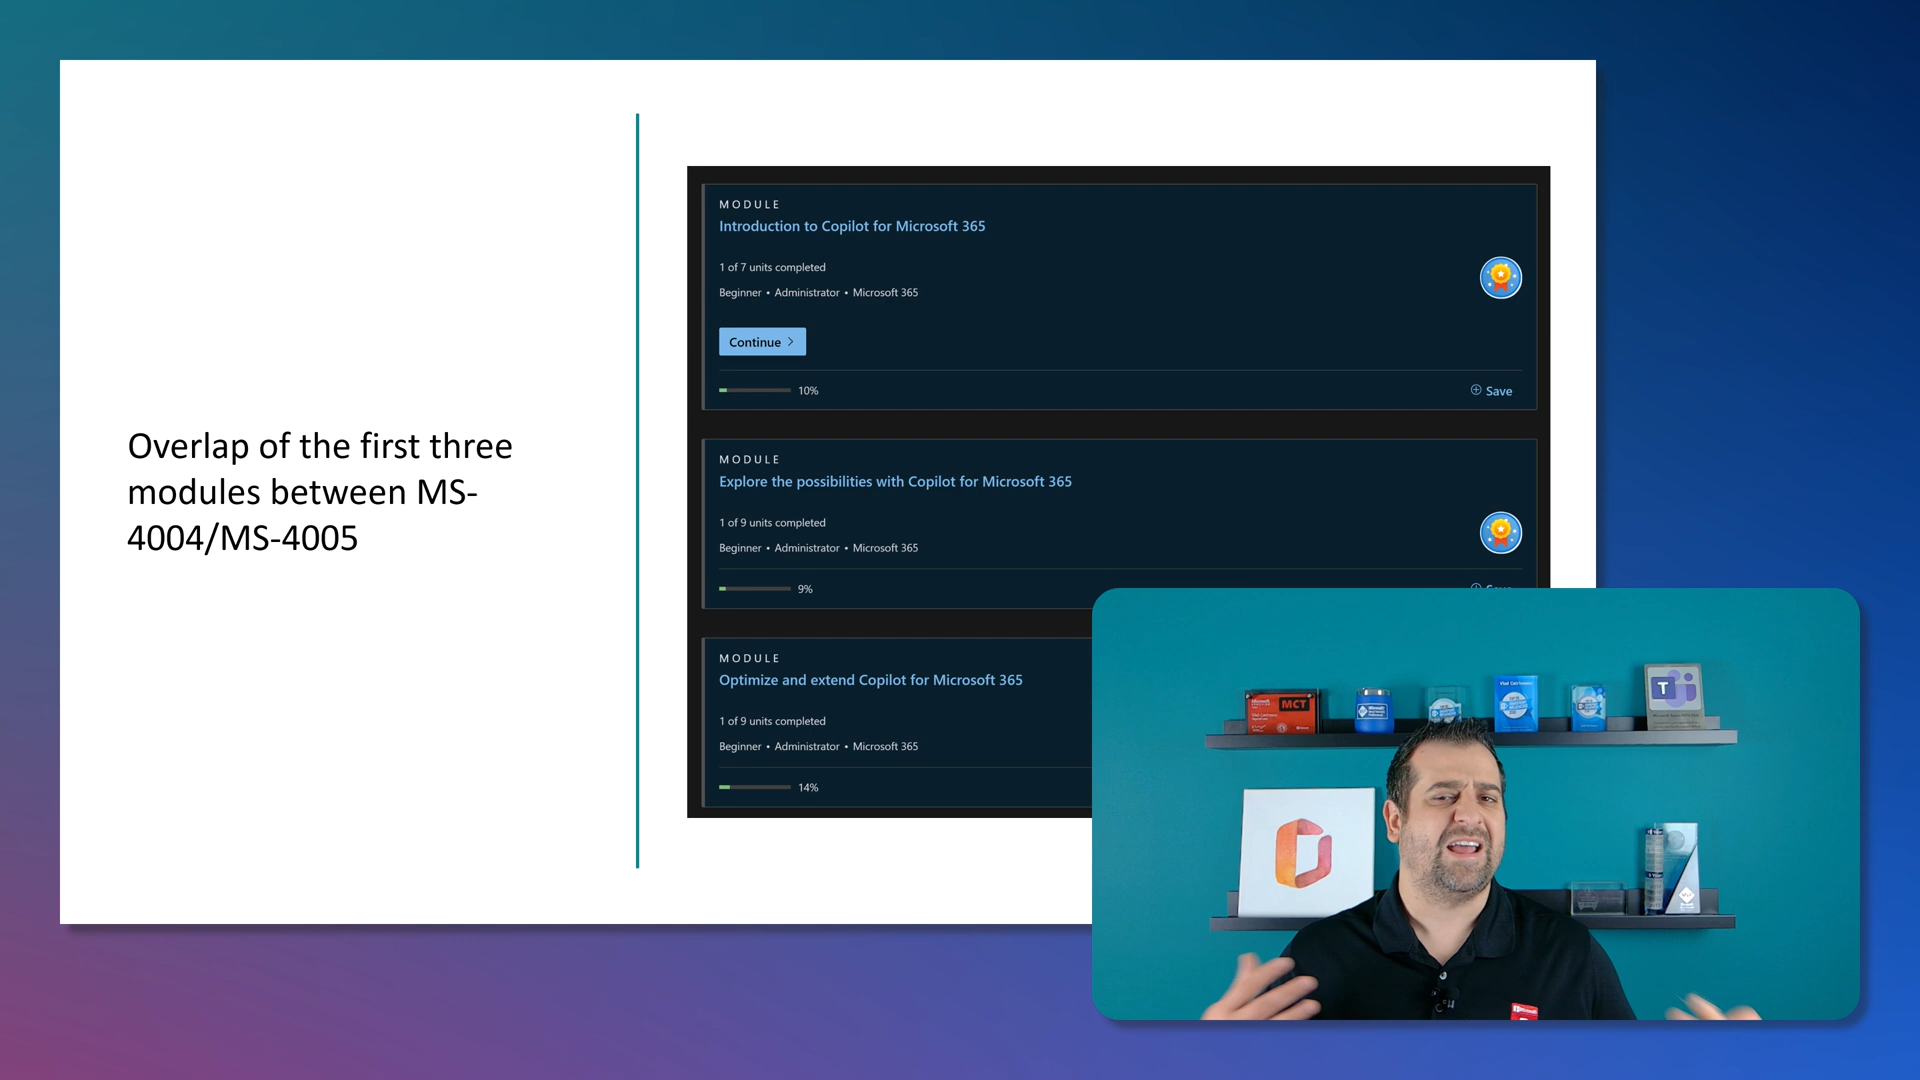 Overlap of the first three
modules between MS-
4004/MS-4005
MODULE
Introduction to Copilot for Microsoft 365
1 of 7 units completed
Beginner • Administrator • Microsoft 365
Continue
10%
Save
MODULE
Explore the possibilities with Copilot for Microsoft 365
1 of 9 units completed
Beginner • Administrator • Microsoft 365
9%
MODULE
Optimize and extend Copilot for Microsoft 365
1 of 9 units completed
Beginner • Administrator • Microsoft 365
14%
MCT
T